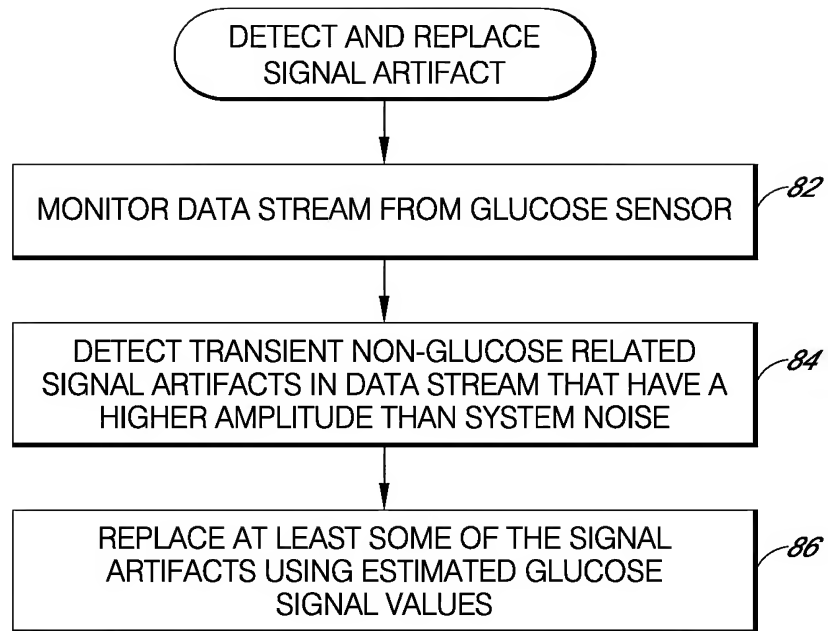 DETECT AND REPLACE
SIGNAL ARTIFACT
MONITOR DATA STREAM FROM GLUCOSE SENSOR
82
DETECT TRANSIENT NON-GLUCOSE RELATED
SIGNAL ARTIFACTS IN DATA STREAM THAT HAVE A
HIGHER AMPLITUDE THAN SYSTEM NOISE
84
REPLACE AT LEAST SOME OF THE SIGNAL
ARTIFACTS USING ESTIMATED GLUCOSE
SIGNAL VALUES
86